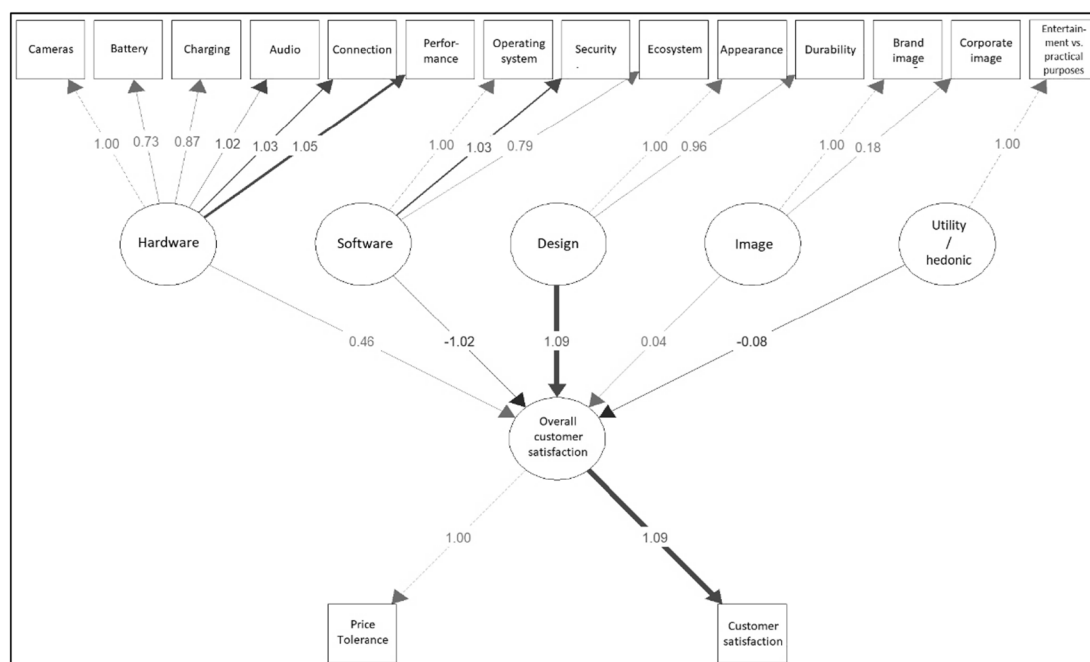 Cameras
Battery
Charging
Audio
Connection
Perfor-
mance
Operating
system
Security
Ecosystem
Appearance
Durability
Brand
image
Corporate
image
Entertain-
ment vs.
practical
purposes
1.00
0.73
0.87
1.02
1.03
1.05
1.00
1.03
0.79
1.00
0.96
1.00
0.18
1.00
Hardware
Software
Design
Image
Utility
/
hedonic
0.46
-1.02
1.09
0.04
-0.08
Overall
customer
satisfaction
1.00
1.09
Price
Tolerance
Customer
satisfaction